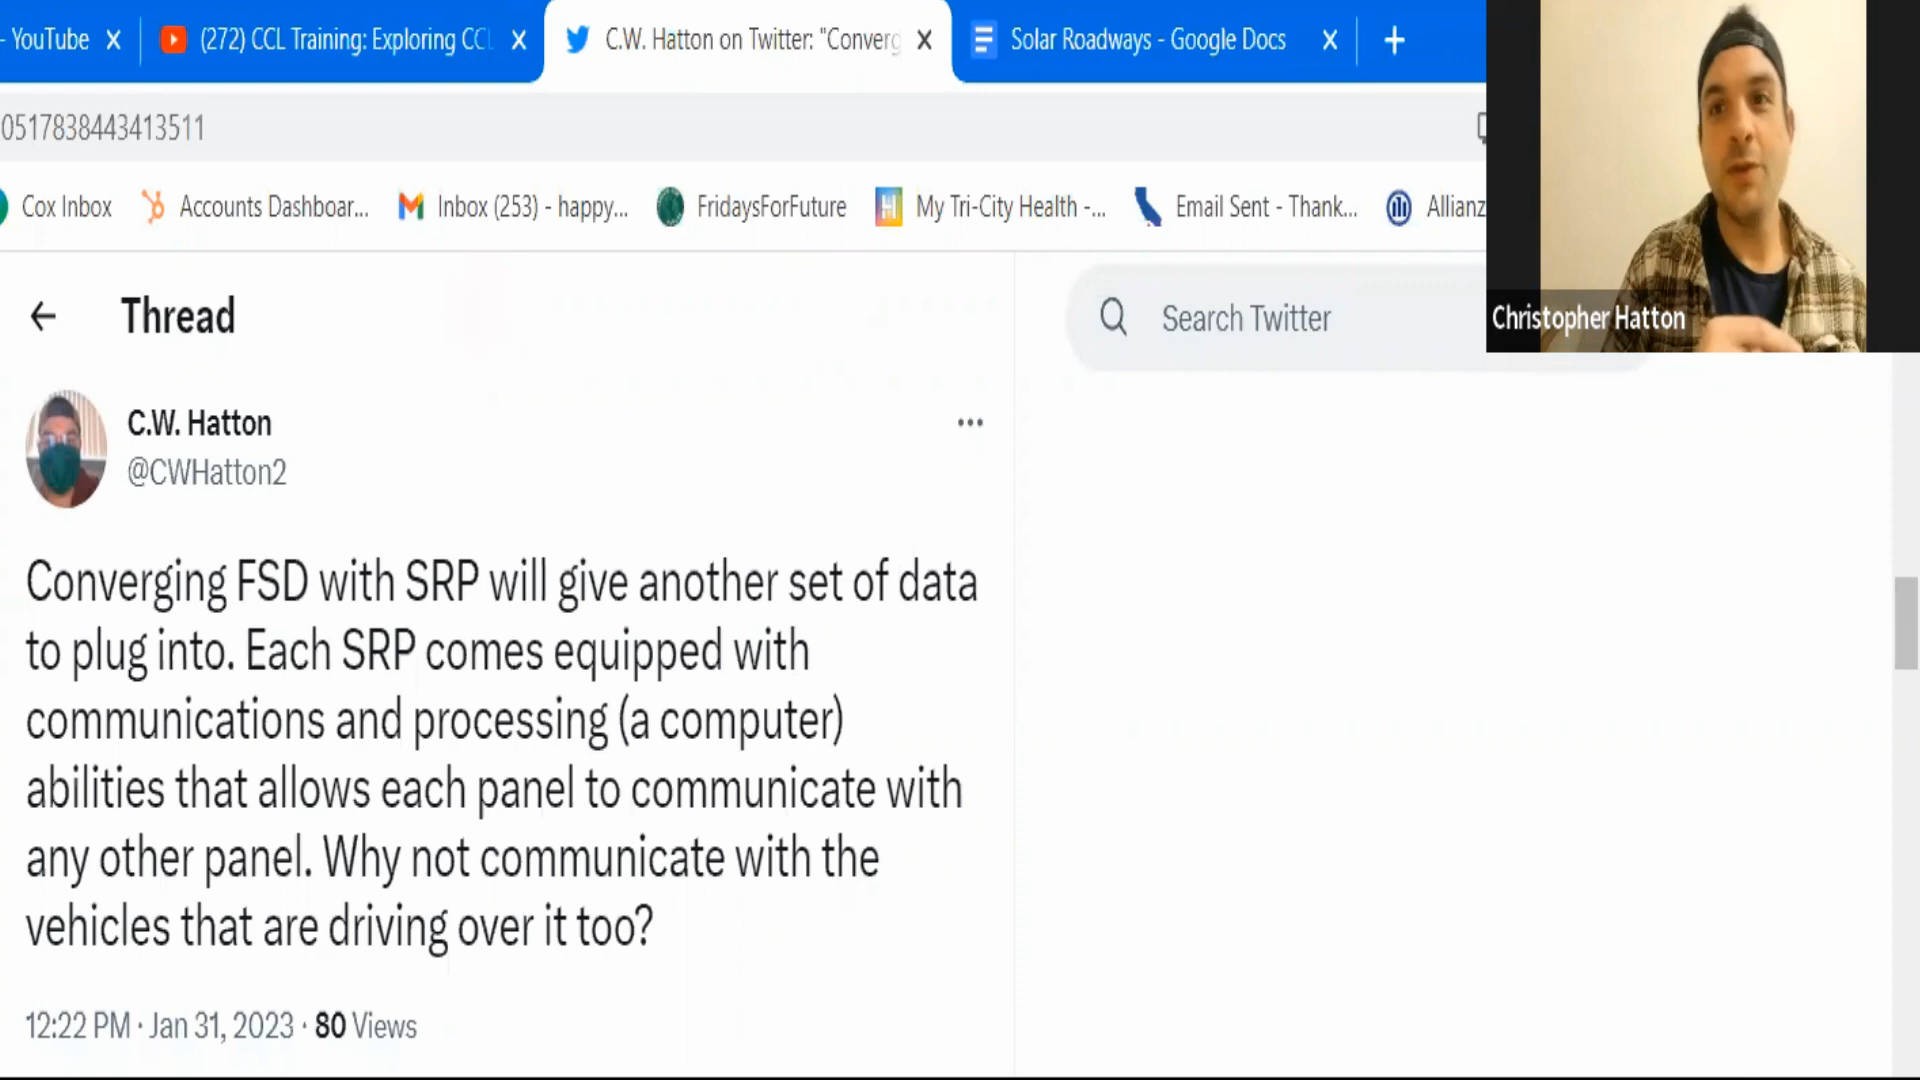 - YouTube
(272) CCL Training: Exploring CCL
C.W. Hatton on Twitter: "Converg
Solar Roadways - Google Docs
0517838443413511
Cox Inbox
Accounts Dashboar...
Inbox (253) - happy...
FridaysForFuture
My Tri-City Health -...
Email Sent - Thank...
Allianz
Thread
Search Twitter
Christopher Hatton
C.W. Hatton
@CWHatton2
Converging FSD with SRP will give another set of data
to plug into. Each SRP comes equipped with
communications and processing (a computer)
abilities that allows each panel to communicate with
any other panel. Why not communicate with the
vehicles that are driving over it too?
12:22 PM · Jan 31, 2023 · 80 Views